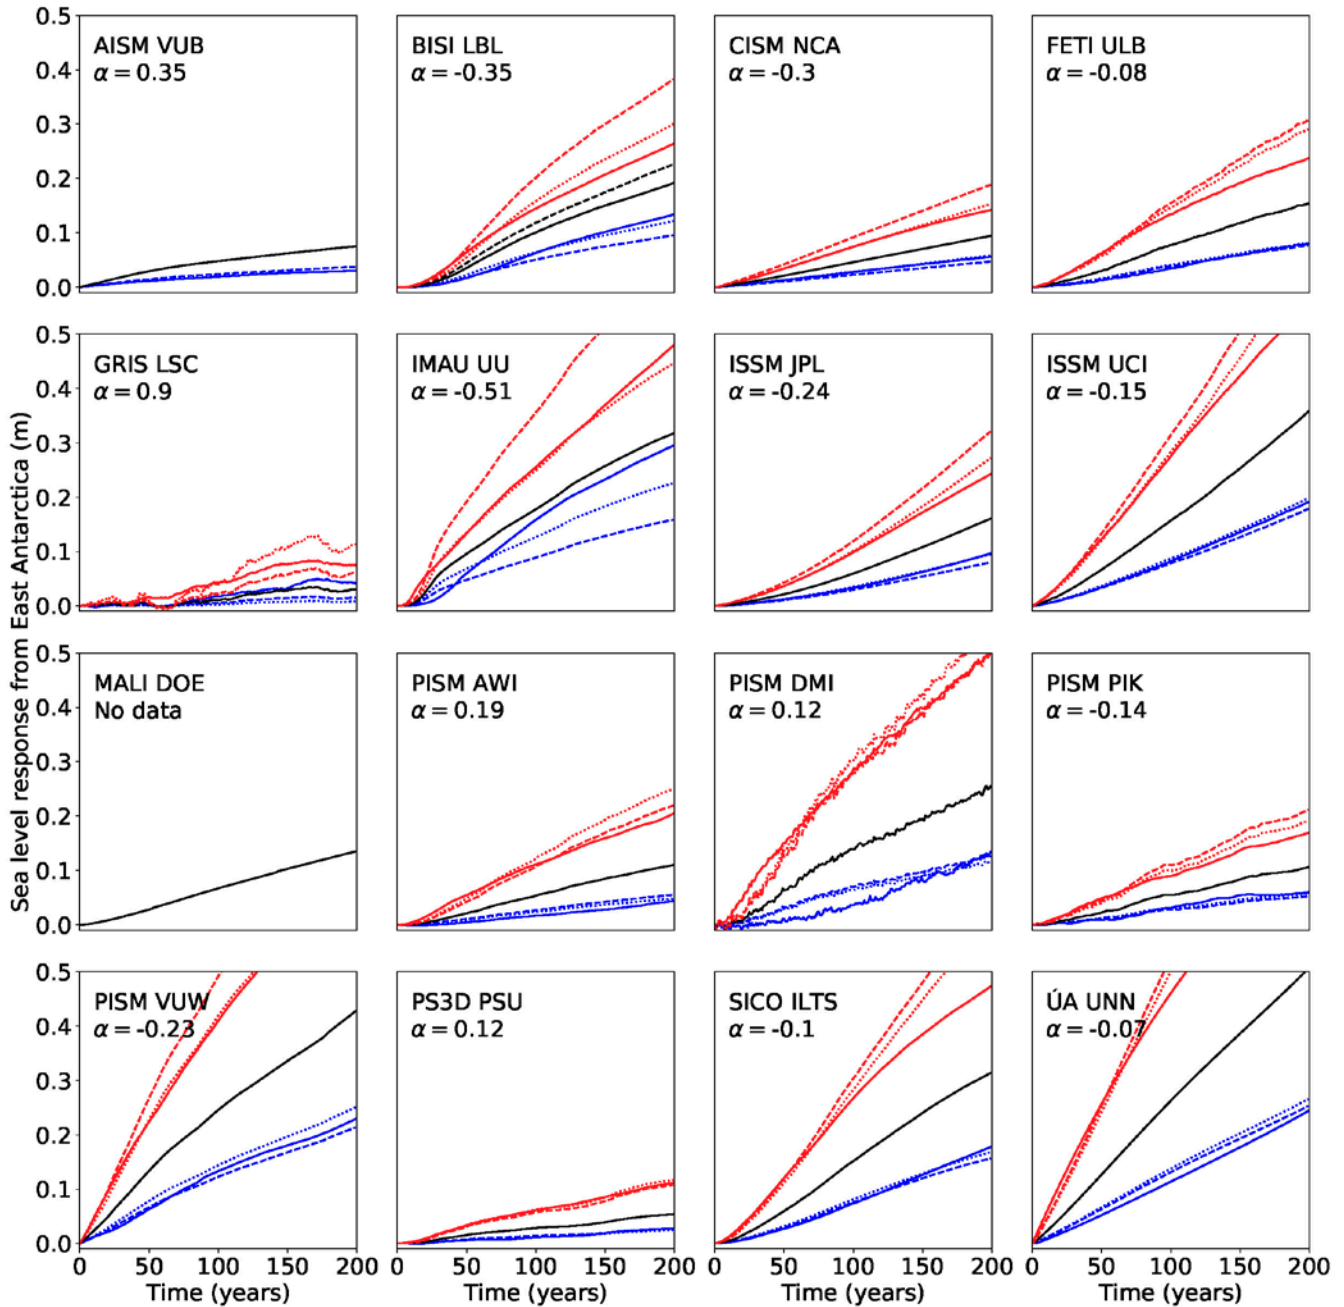 Sea level response from East Antarctica (m)
0.5
0.4
0.3
0.2
0.1
0.0
AISM VUB
α = 0.35
BISI LBL
α = -0.35
CISM NCA
α = -0.3
FETI ULB
α = -0.08
0.5
0.4
0.3
0.2
0.1
0.0
GRIS LSC
α = 0.9
IMAU UU
α = -0.51
ISSM JPL
α = -0.24
ISSM UCI
α = -0.15
0.5
0.4
0.3
0.2
0.1
0.0
MALI DOE
No data
PISM AWI
α = 0.19
PISM DMI
α = 0.12
PISM PIK
α = -0.14
0.5
0.4
0.3
0.2
0.1
0.0
PISM VUW
α = -0.23
PS3D PSU
α = 0.12
SICO ILTS
α = -0.1
ÚA UNN
α = -0.07
0 50 100 150 200
0 50 100 150 200
0 50 100 150 200
0 50 100 150 200
Time (years)
Time (years)
Time (years)
Time (years)